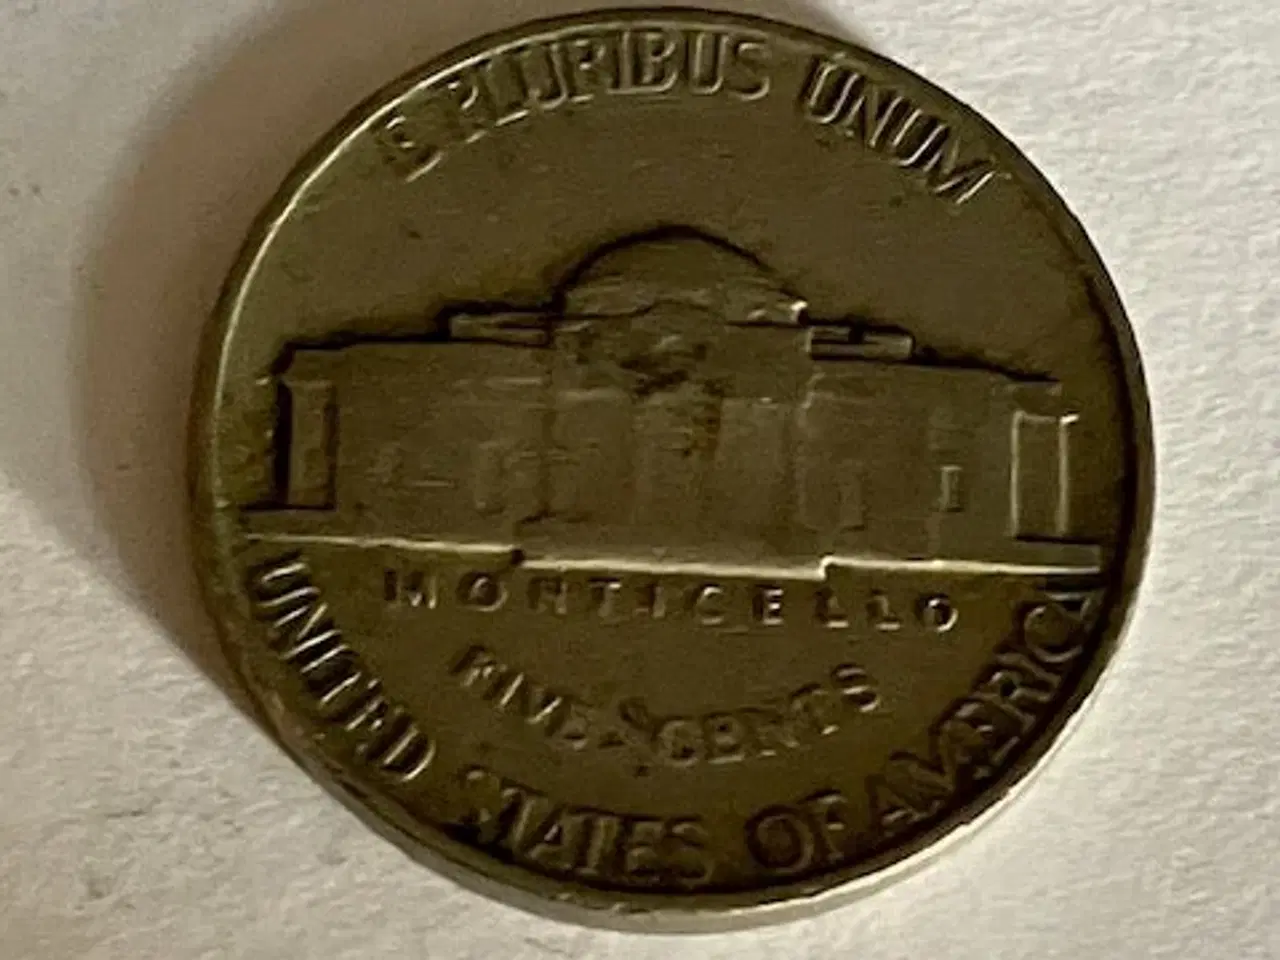 E PLURIBUS UNUM
MONTICELLO
FIVE CENTS
UNITED STATES OF AMERICA